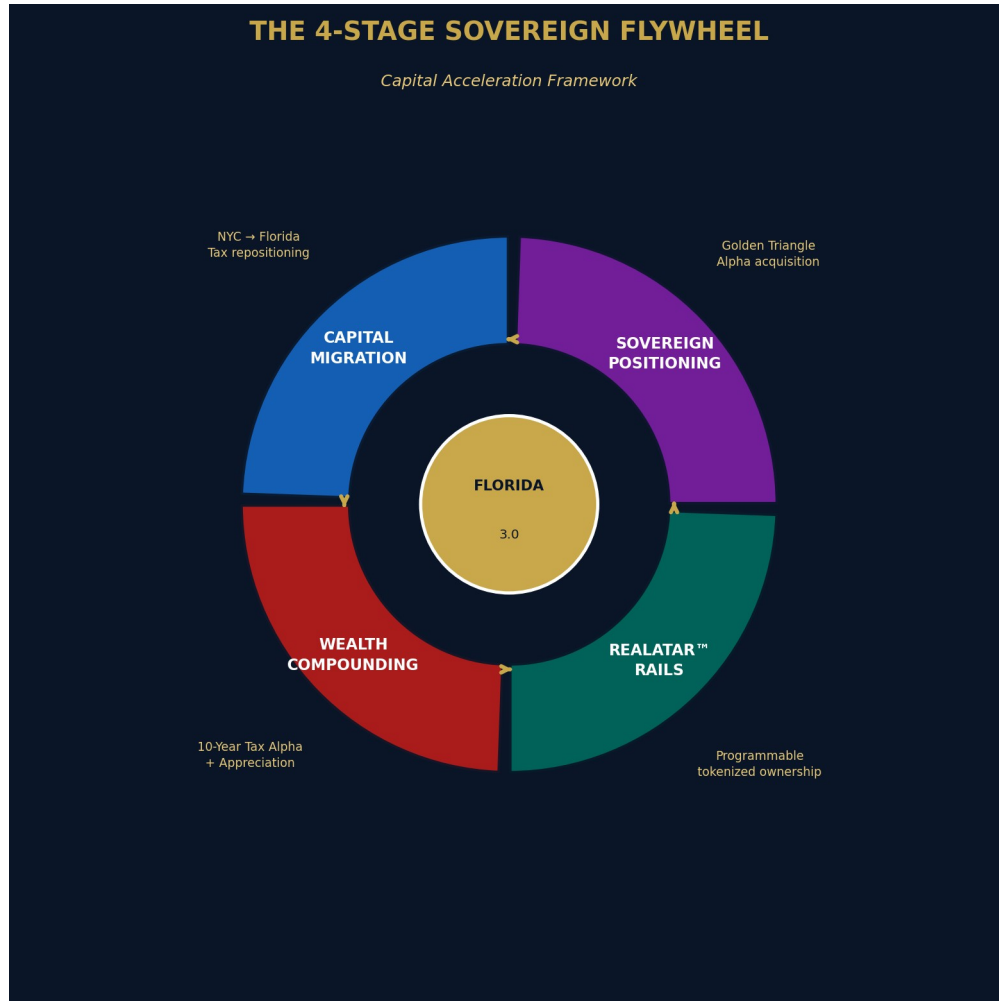 THE 4-STAGE SOVEREIGN FLYWHEEL
Capital Acceleration Framework
NYC → Florida
Tax repositioning
Golden Triangle
Alpha acquisition
CAPITAL
MIGRATION
SOVEREIGN
POSITIONING
FLORIDA
3.0
WEALTH
COMPOUNDING
REALATAR™
RAILS
10-Year Tax Alpha
+ Appreciation
Programmable
tokenized ownership